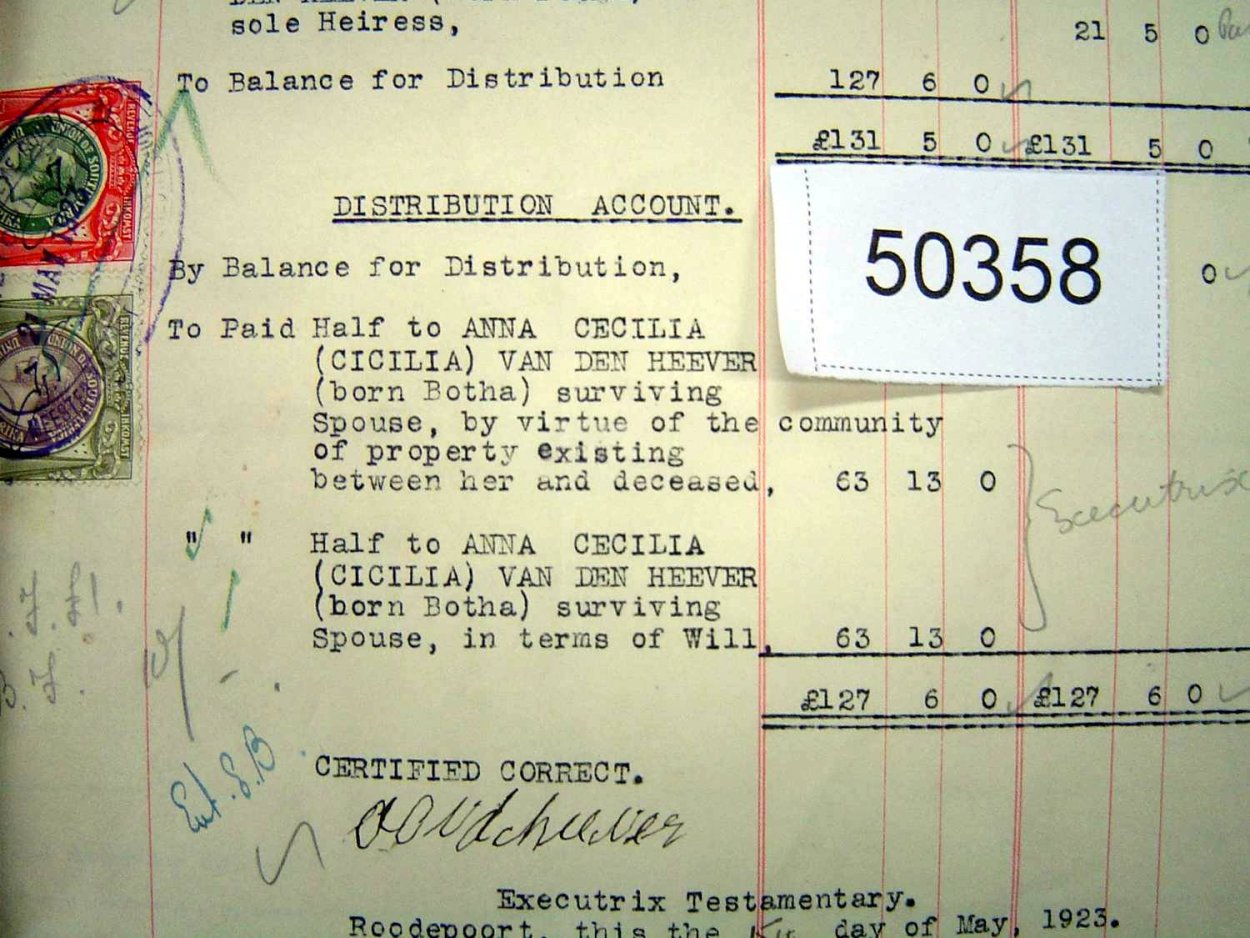 sole Heiress,
21 5 0
To Balance for Distribution 127 6 0
£131 5 0 £131 5 0
DISTRIBUTION ACCOUNT.
50358
By Balance for Distribution, 0
To Paid Half to ANNA CECILIA
(CICILIA) VAN DEN HEEVER
(born Botha) surviving
Spouse, by virtue of the community
of property existing
between her and deceased, 63 13 0
Executrix
" " Half to ANNA CECILIA
(CICILIA) VAN DEN HEEVER
(born Botha) surviving
Spouse, in terms of Will, 63 13 0
£127 6 0 £127 6 0
CERTIFIED CORRECT.
Executrix Testamentary.
Roodepoort, this the day of May, 1923.